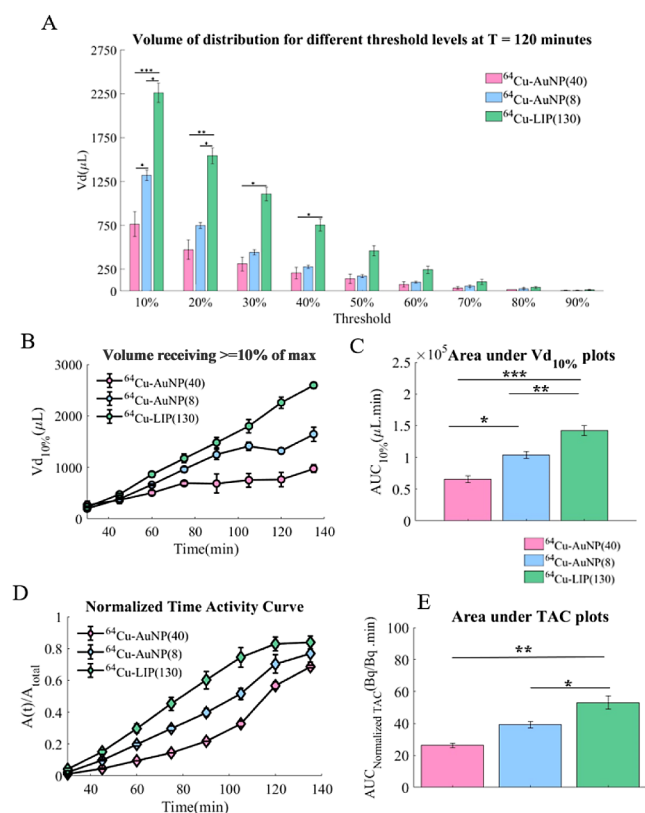 A
Volume of distribution for different threshold levels at T = 120 minutes
2750
2250
1750
1250
750
250
0
Vd(µL)
⁶⁴Cu-AuNP(40)
⁶⁴Cu-AuNP(8)
⁶⁴Cu-LIP(130)
***
*
*
**
*
*
*
10% 20% 30% 40% 50% 60% 70% 80% 90%
Threshold
B
Volume receiving >=10% of max
3000
2000
1000
0
Vd10%(µL)
⁶⁴Cu-AuNP(40)
⁶⁴Cu-AuNP(8)
⁶⁴Cu-LIP(130)
40 60 80 100 120 140
Time(min)
C
×10⁵
Area under Vd10% plots
2
1.5
1
0.5
0
AUC10%(µL.min)
***
**
*
⁶⁴Cu-AuNP(40)
⁶⁴Cu-AuNP(8)
⁶⁴Cu-LIP(130)
D
Normalized Time Activity Curve
1
0.8
0.6
0.4
0.2
0
A(t)/Atotal
⁶⁴Cu-AuNP(40)
⁶⁴Cu-AuNP(8)
⁶⁴Cu-LIP(130)
40 60 80 100 120 140
Time(min)
E
Area under TAC plots
100
80
60
40
20
0
AUCNormalized TAC(Bq/Bq .min)
**
*